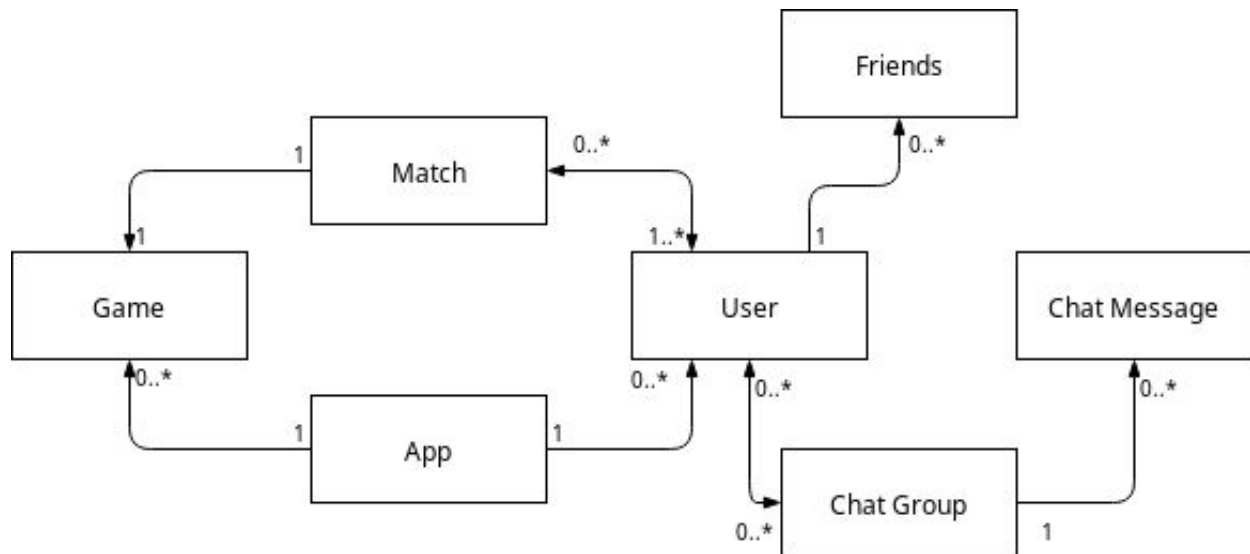 Friends
0..*
1
Match
0..*
1
1..*
1
Game
User
Chat Message
0..*
0..*
0..*
0..*
1
App
1
Chat Group
0..*
1